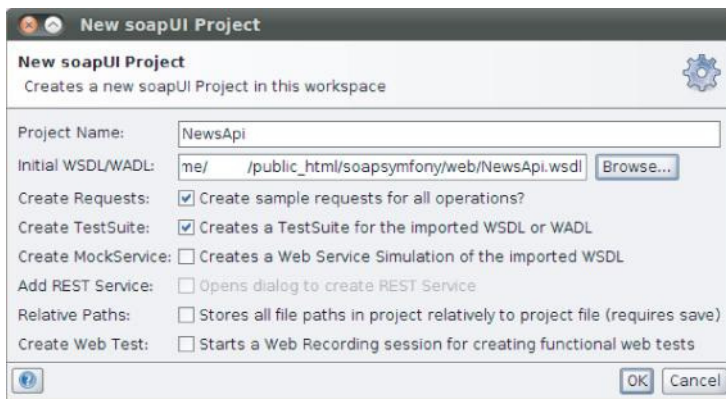 New soapUI Project
New soapUI Project
Creates a new soapUI Project in this workspace
Project Name: NewsApi
Initial WSDL/WADL: me/ /public_html/soapsymfony/web/NewsApi.wsdl Browse...
Create Requests: Create sample requests for all operations?
Create TestSuite: Creates a TestSuite for the imported WSDL or WADL
Create MockService: Creates a Web Service Simulation of the imported WSDL
Add REST Service: Opens dialog to create REST Service
Relative Paths: Stores all file paths in project relatively to project file (requires save)
Create Web Test: Starts a Web Recording session for creating functional web tests
? OK Cancel